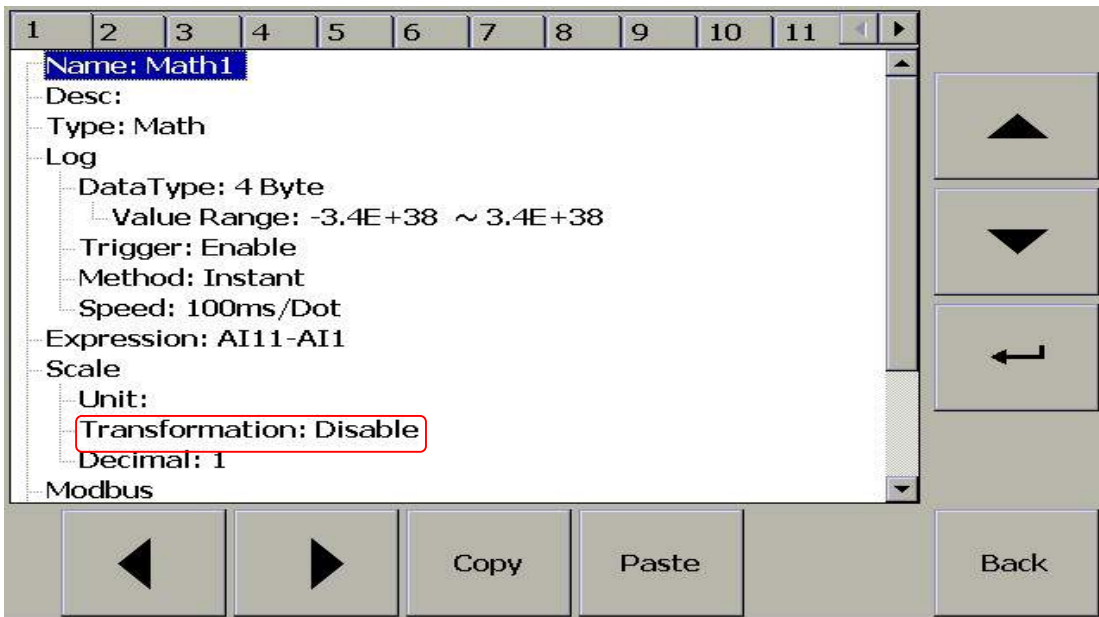 1 2 3 4 5 6 7 8 9 10 11
Name: Math1
Desc:
Type: Math
Log
DataType: 4 Byte
Value Range: -3.4E+38 ~ 3.4E+38
Trigger: Enable
Method: Instant
Speed: 100ms/Dot
Expression: AI11-AI1
Scale
Unit:
Transformation: Disable
Decimal: 1
Modbus
Copy Paste Back